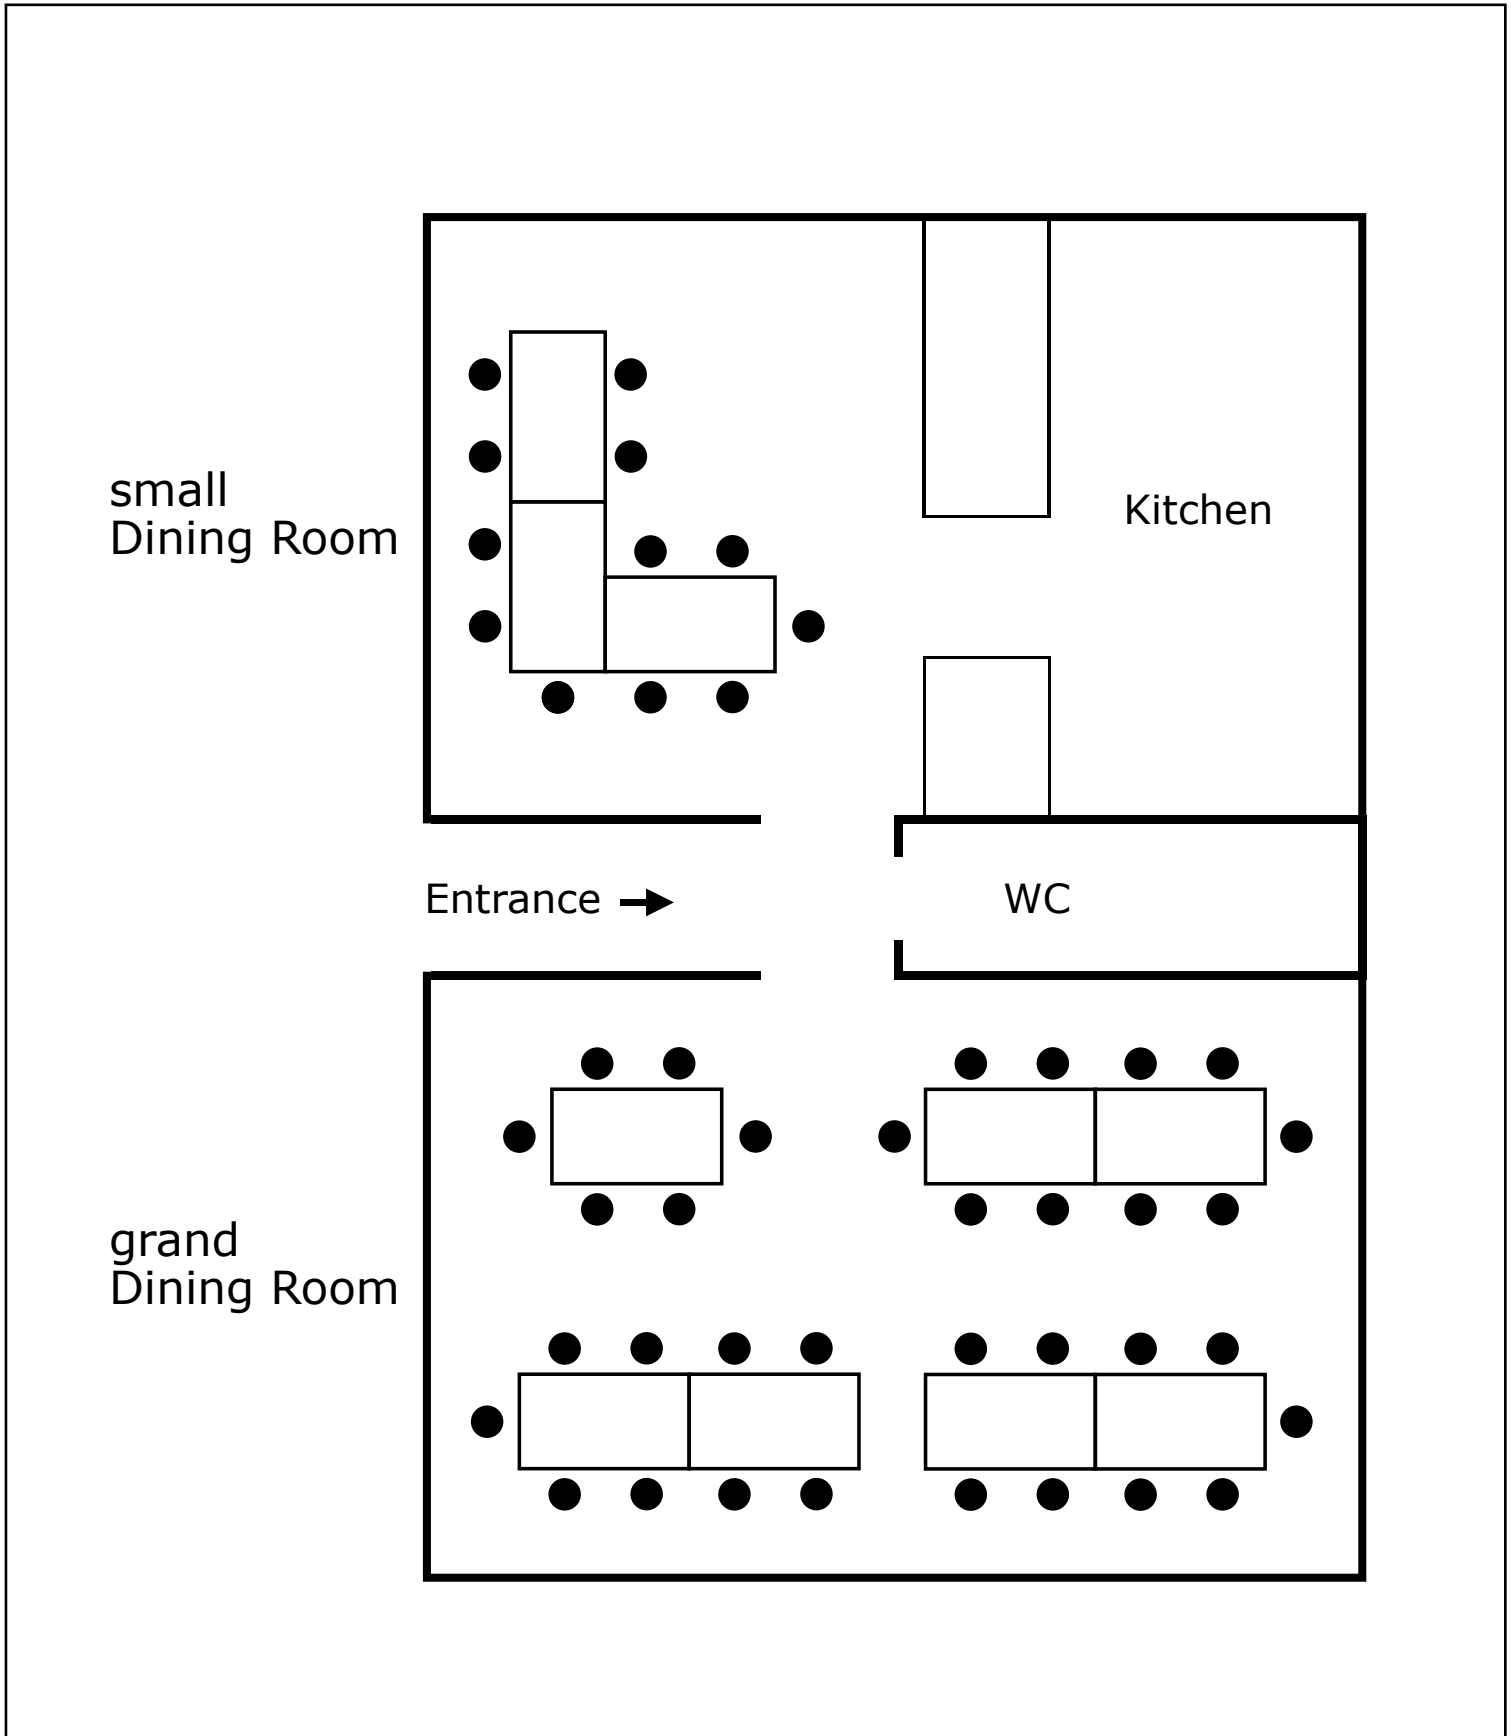 small
Dining Room
Kitchen
Entrance
WC
grand
Dining Room